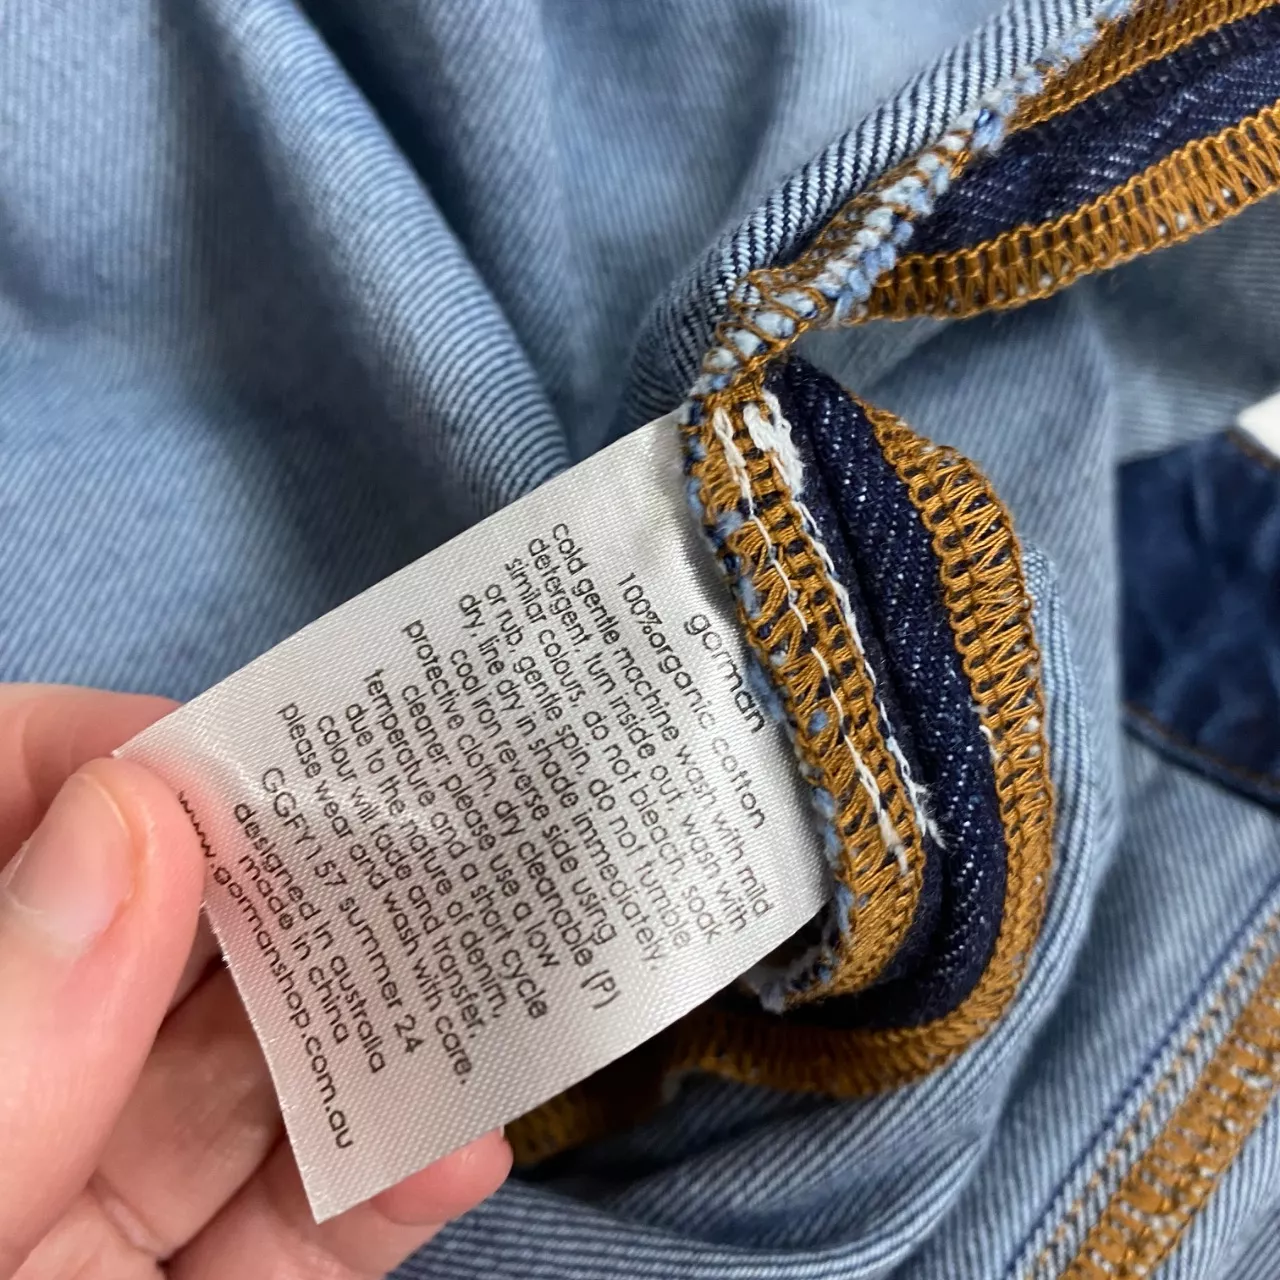 gorman
100%organic cotton
cold gentle machine wash with mild
detergent, turn inside out, wash with
similar colours, do not bleach, soak
or rub, gentle spin, do not tumble
dry, line dry in shade immediately,
cool iron reverse side using
protective cloth, dry cleanable (P)
cleaner please use a low
temperature and a short cycle
due to the nature of denim,
colour will fade and transfer.
please wear and wash with care.
GGFY157 summer 24
designed in australia
made in china
www.gormanshop.com.au